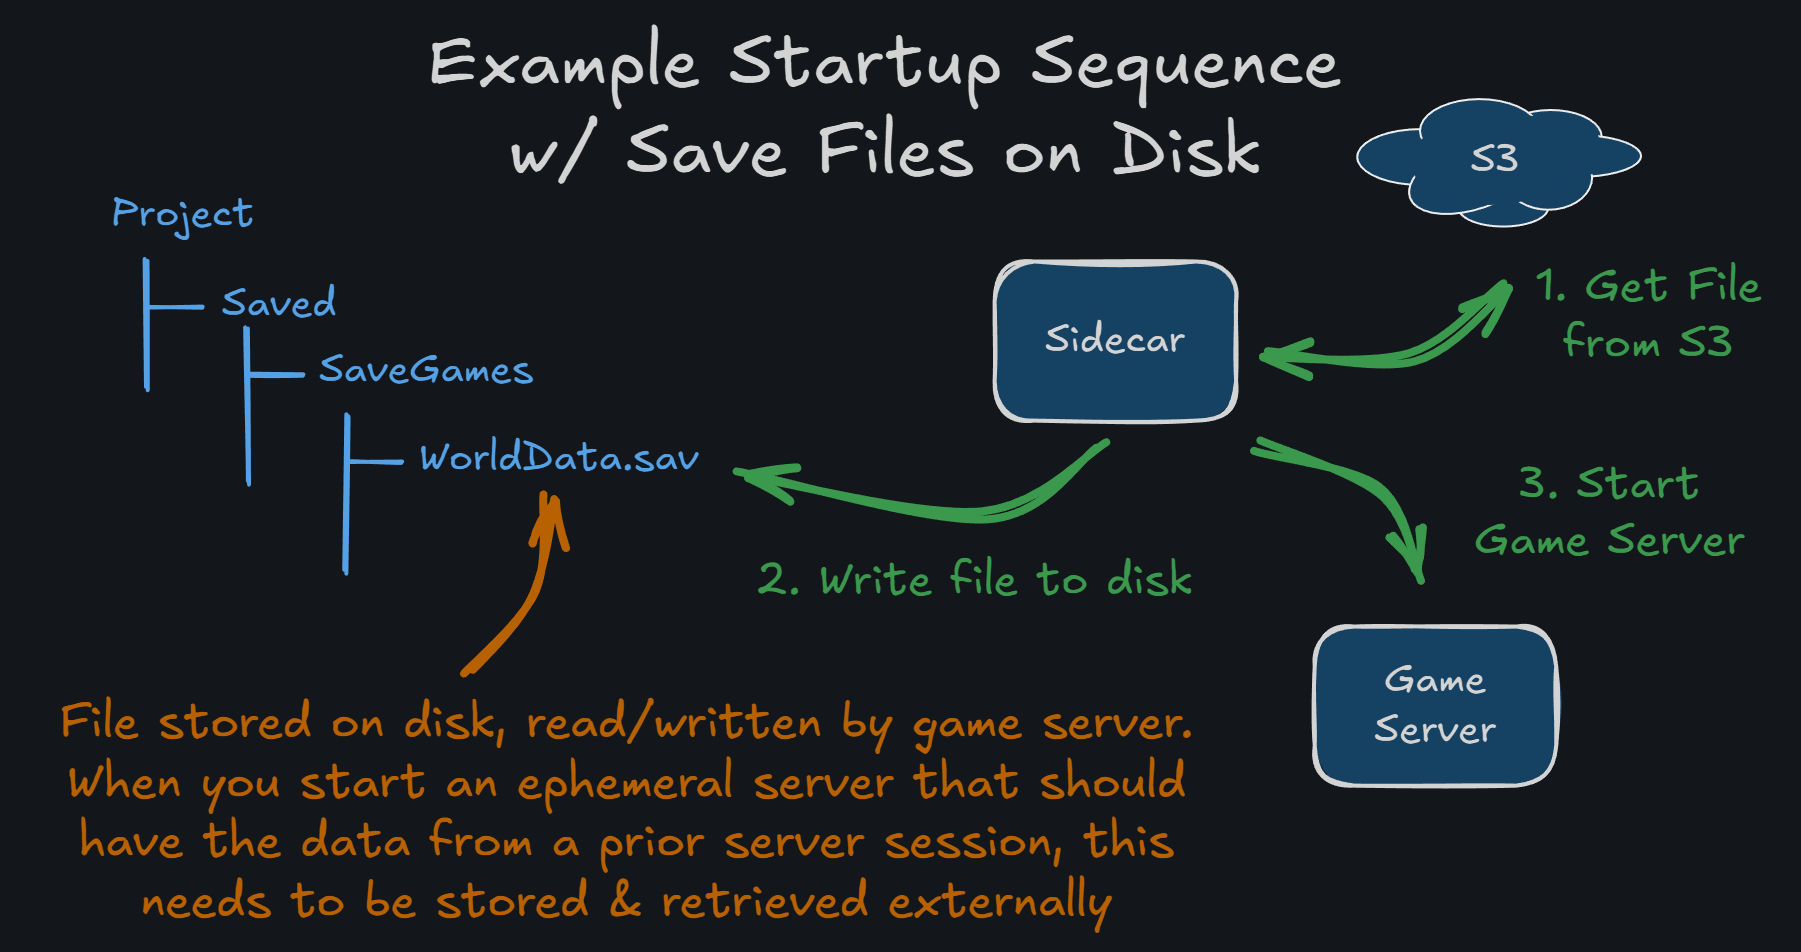 Example Startup Sequence
w/ Save Files on Disk
S3
Project
Saved
SaveGames
WorldData.sav
Sidecar
1. Get File
from S3
2. Write file to disk
3. Start
Game Server
Game
Server
File stored on disk, read/written by game server.
When you start an ephemeral server that should
have the data from a prior server session, this
needs to be stored & retrieved externally